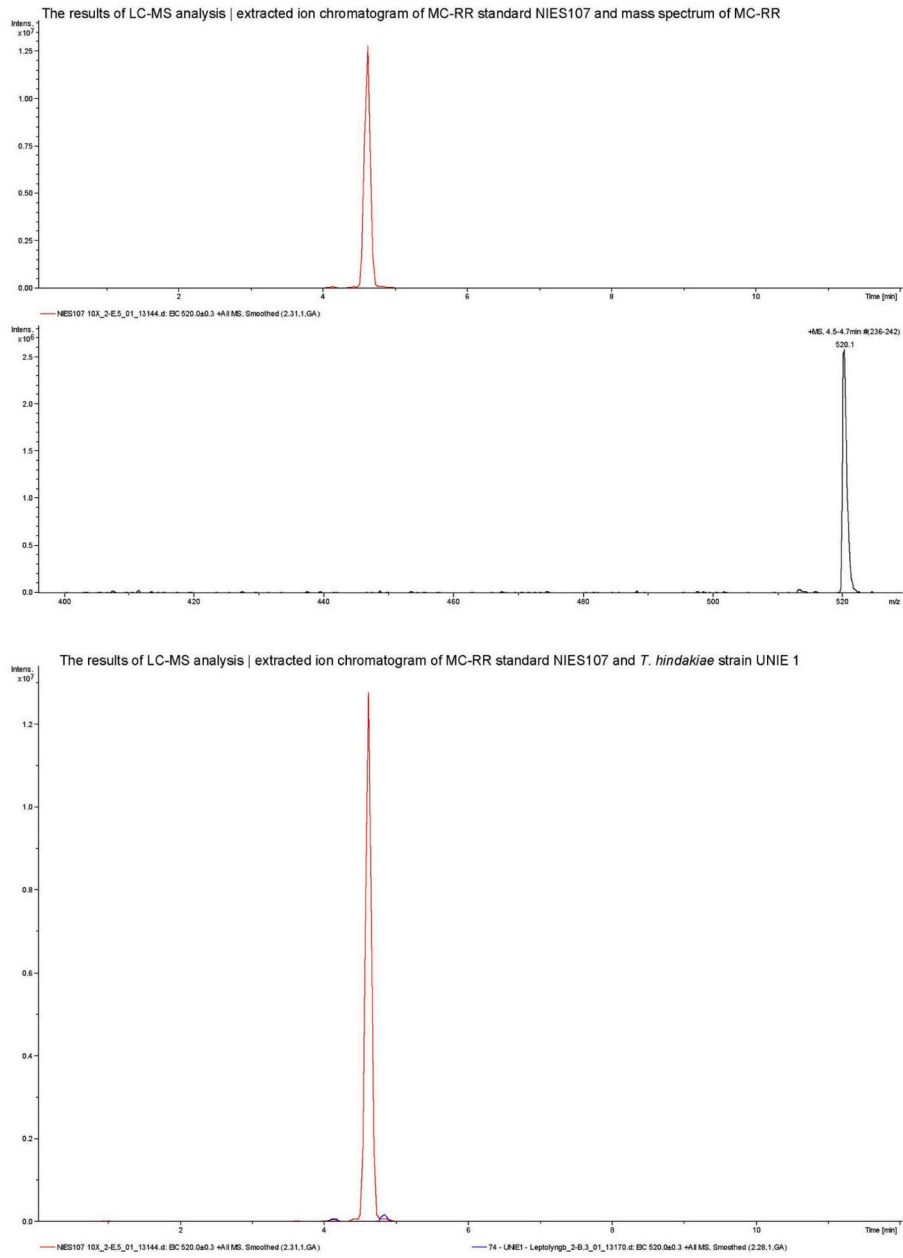 The results of LC-MS analysis | extracted ion chromatogram of MC-RR standard NIES107 and mass spectrum of MC-RR
Intens.
x10⁷
1.25
1.00
0.75
0.50
0.25
0.00
2 4 6 8 10 Time [min]
NIES107 10X_2-E,5_01_13144.d: EIC 520.0±0.3 +All MS, Smoothed (2.31,1,GA)
Intens.
x10⁶
+MS, 4.5-4.7min #(236-242)
520.1
2.5
2.0
1.5
1.0
0.5
0.0
400 420 440 460 480 500 520 m/z
The results of LC-MS analysis | extracted ion chromatogram of MC-RR standard NIES107 and T. hindakiae strain UNIE 1
Intens.
x10⁷
1.2
1.0
0.8
0.6
0.4
0.2
0.0
2 4 6 8 10 Time [min]
NIES107 10X_2-E,5_01_13144.d: EIC 520.0±0.3 +All MS, Smoothed (2.31,1,GA) 74 - UNIE1 - Leptolyngb_2-B,3_01_13170.d: EIC 520.0±0.3 +All MS, Smoothed (2.28,1,GA)